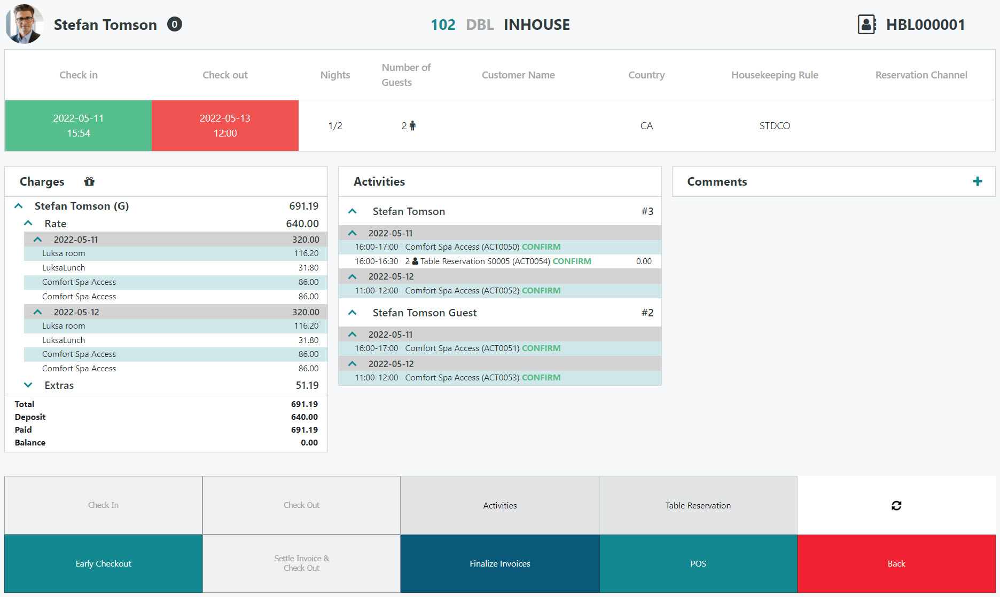 Stefan Tomson 0 102 DBL INHOUSE HBL000001
Check in Check out Nights Number of Guests Customer Name Country Housekeeping Rule Reservation Channel
2022-05-11 15:54 2022-05-13 12:00 1/2 2 CA STDCO
Charges
Stefan Tomson (G) 691.19
Rate 640.00
2022-05-11 320.00
Luksa room 116.20
LuksaLunch 31.80
Comfort Spa Access 86.00
Comfort Spa Access 86.00
2022-05-12 320.00
Luksa room 116.20
LuksaLunch 31.80
Comfort Spa Access 86.00
Comfort Spa Access 86.00
Extras 51.19
Total 691.19
Deposit 640.00
Paid 691.19
Balance 0.00
Activities
Stefan Tomson #3
2022-05-11
16:00-17:00 Comfort Spa Access (ACT0050) CONFIRM
16:00-16:30 2 Table Reservation S0005 (ACT0054) CONFIRM 0.00
2022-05-12
11:00-12:00 Comfort Spa Access (ACT0052) CONFIRM
Stefan Tomson Guest #2
2022-05-11
16:00-17:00 Comfort Spa Access (ACT0051) CONFIRM
2022-05-12
11:00-12:00 Comfort Spa Access (ACT0053) CONFIRM
Comments
Check In Check Out Activities Table Reservation
Early Checkout Settle Invoice & Check Out Finalize Invoices POS Back